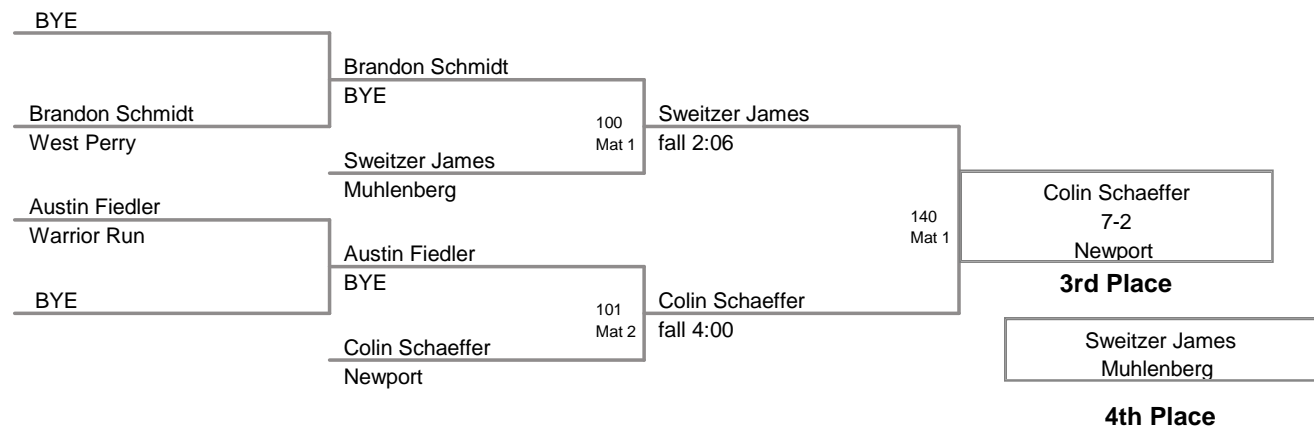 BYE
Brandon Schmidt
BYE
Brandon Schmidt
West Perry
100
Mat 1
Sweitzer James
fall 2:06
Sweitzer James
Muhlenberg
Austin Fiedler
Warrior Run
140
Mat 1
Colin Schaeffer
7-2
Newport
3rd Place
Austin Fiedler
BYE
BYE
101
Mat 2
Colin Schaeffer
fall 4:00
Colin Schaeffer
Newport
Sweitzer James
Muhlenberg
4th Place